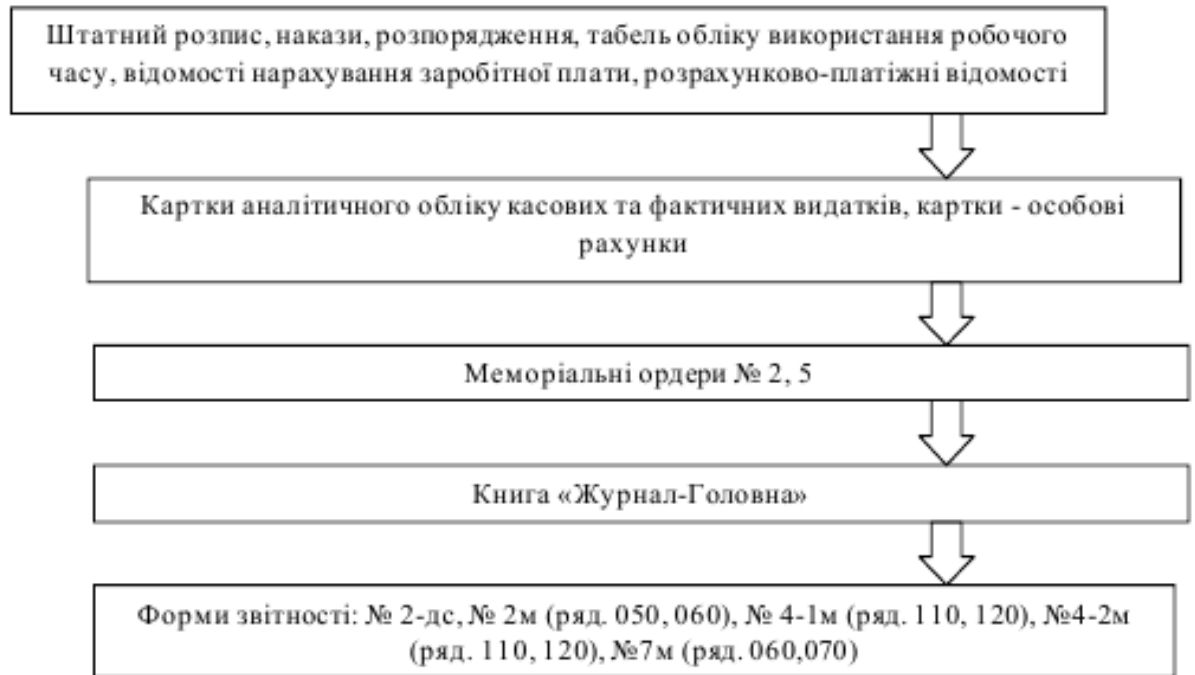 Штатний розпис, накази, розпорядження, табель обліку використання робочого
часу, відомості нарахування заробітної плати, розрахунково-платіжні відомості
Картки аналітичного обліку касових та фактичних видатків, картки - особові
рахунки
Меморіальні ордери № 2, 5
Книга «Журнал-Головна»
Форми звітності: № 2-дс, № 2м (ряд. 050, 060), № 4-1м (ряд. 110, 120), №4-2м
(ряд. 110, 120), №7м (ряд. 060,070)